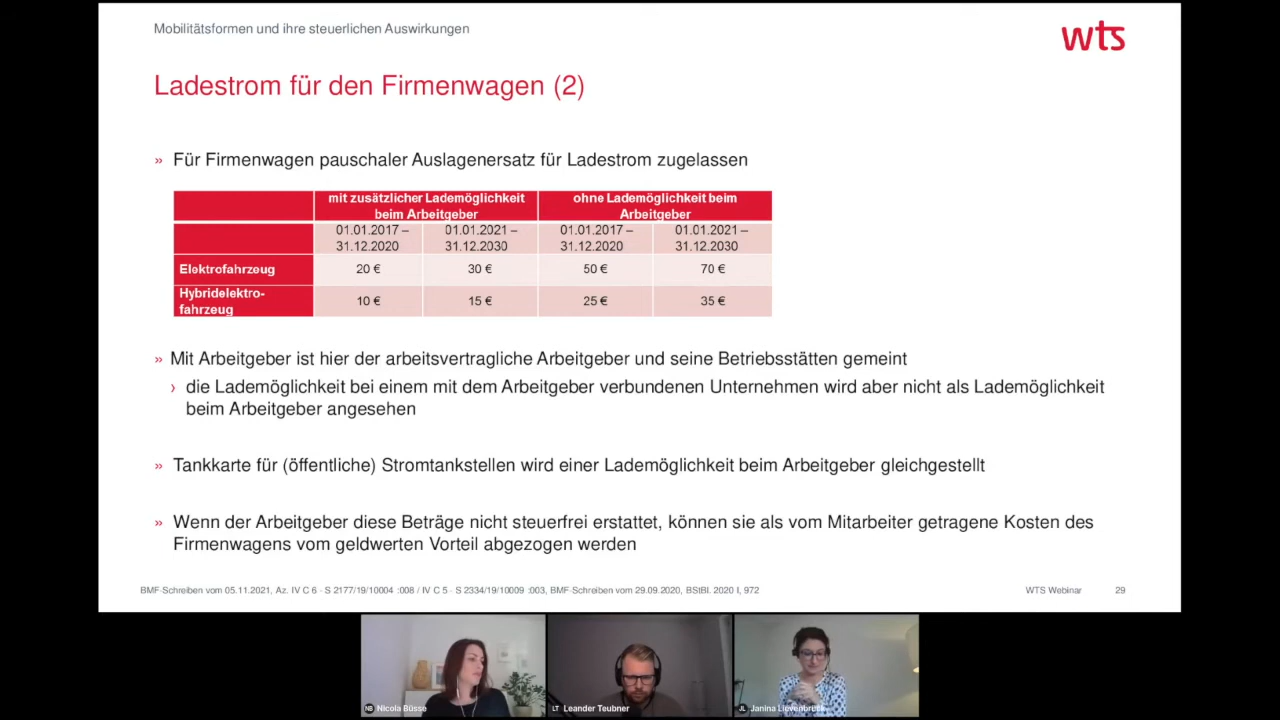 Mobilitätsformen und ihre steuerlichen Auswirkungen
wts
Ladestrom für den Firmenwagen (2)
» Für Firmenwagen pauschaler Auslagenersatz für Ladestrom zugelassen
mit zusätzlicher Lademöglichkeit beim Arbeitgeber
ohne Lademöglichkeit beim Arbeitgeber
01.01.2017 – 31.12.2020
01.01.2021 – 31.12.2030
01.01.2017 – 31.12.2020
01.01.2021 – 31.12.2030
Elektrofahrzeug 20 € 30 € 50 € 70 €
Hybridelektro-
fahrzeug 10 € 15 € 25 € 35 €
» Mit Arbeitgeber ist hier der arbeitsvertragliche Arbeitgeber und seine Betriebsstätten gemeint
› die Lademöglichkeit bei einem mit dem Arbeitgeber verbundenen Unternehmen wird aber nicht als Lademöglichkeit
beim Arbeitgeber angesehen
» Tankkarte für (öffentliche) Stromtankstellen wird einer Lademöglichkeit beim Arbeitgeber gleichgestellt
» Wenn der Arbeitgeber diese Beträge nicht steuerfrei erstattet, können sie als vom Mitarbeiter getragene Kosten des
Firmenwagens vom geldwerten Vorteil abgezogen werden
BMF-Schreiben vom 05.11.2021, Az. IV C 6 - S 2177/19/10004 :008 / IV C 5 - S 2334/19/10009 :003, BMF-Schreiben vom 29.09.2020, BStBl. 2020 I, 972
WTS Webinar 29
NB Nicola Büsse
LT Leander Teubner
JL Janina